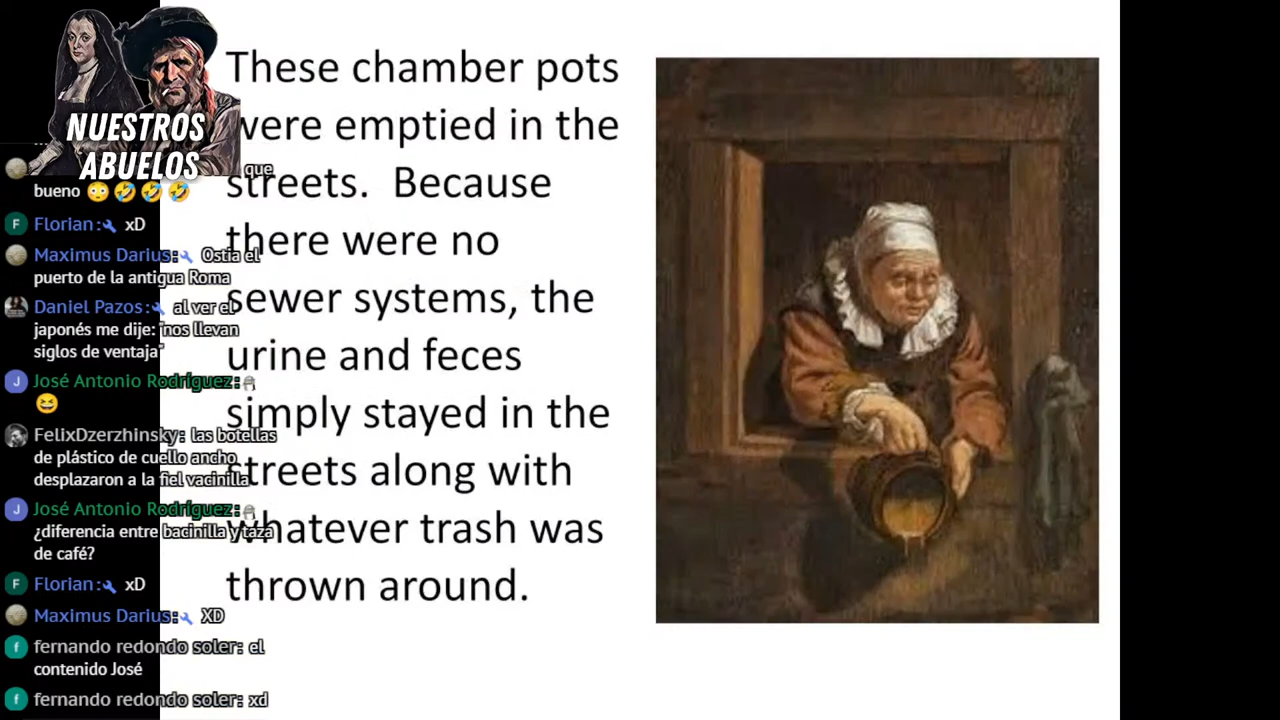 NUESTROS
ABUELOS
These chamber pots
were emptied in the
streets.  Because
there were no
sewer systems, the
urine and feces
simply stayed in the
streets along with
whatever trash was
thrown around.
que
bueno 😳🤣🤣🤣
F Florian: xD
Maximus Darius: Ostia el
puerto de la antigua Roma
Daniel Pazos: al ver el
japonés me dije: "nos llevan
siglos de ventaja"
J José Antonio Rodríguez:
😆
FelixDzerzhinsky: las botellas
de plástico de cuello ancho
desplazaron a la fiel vacinilla
J José Antonio Rodríguez:
¿diferencia entre bacinilla y taza
de café?
F Florian: xD
Maximus Darius: XD
f fernando redondo soler: el
contenido José
f fernando redondo soler: xd